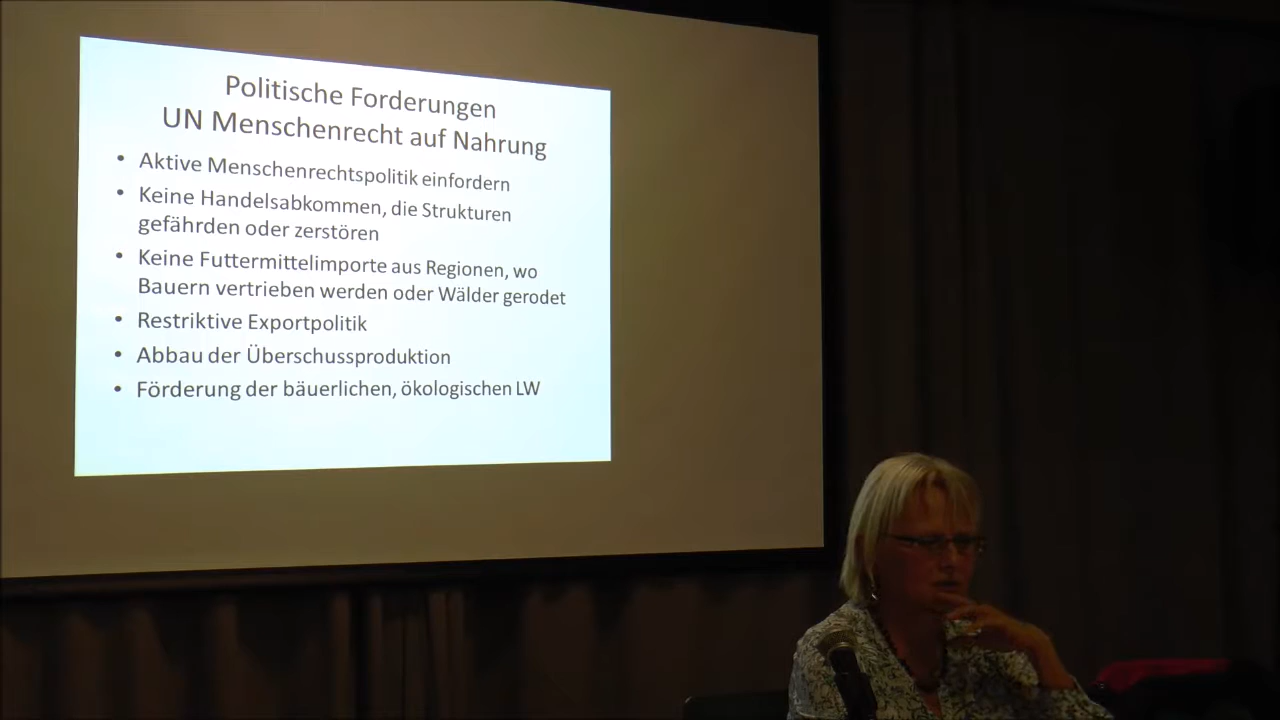 Politische Forderungen
UN Menschenrecht auf Nahrung
• Aktive Menschenrechtspolitik einfordern
• Keine Handelsabkommen, die Strukturen
gefährden oder zerstören
• Keine Futtermittelimporte aus Regionen, wo
Bauern vertrieben werden oder Wälder gerodet
• Restriktive Exportpolitik
• Abbau der Überschussproduktion
• Förderung der bäuerlichen, ökologischen LW